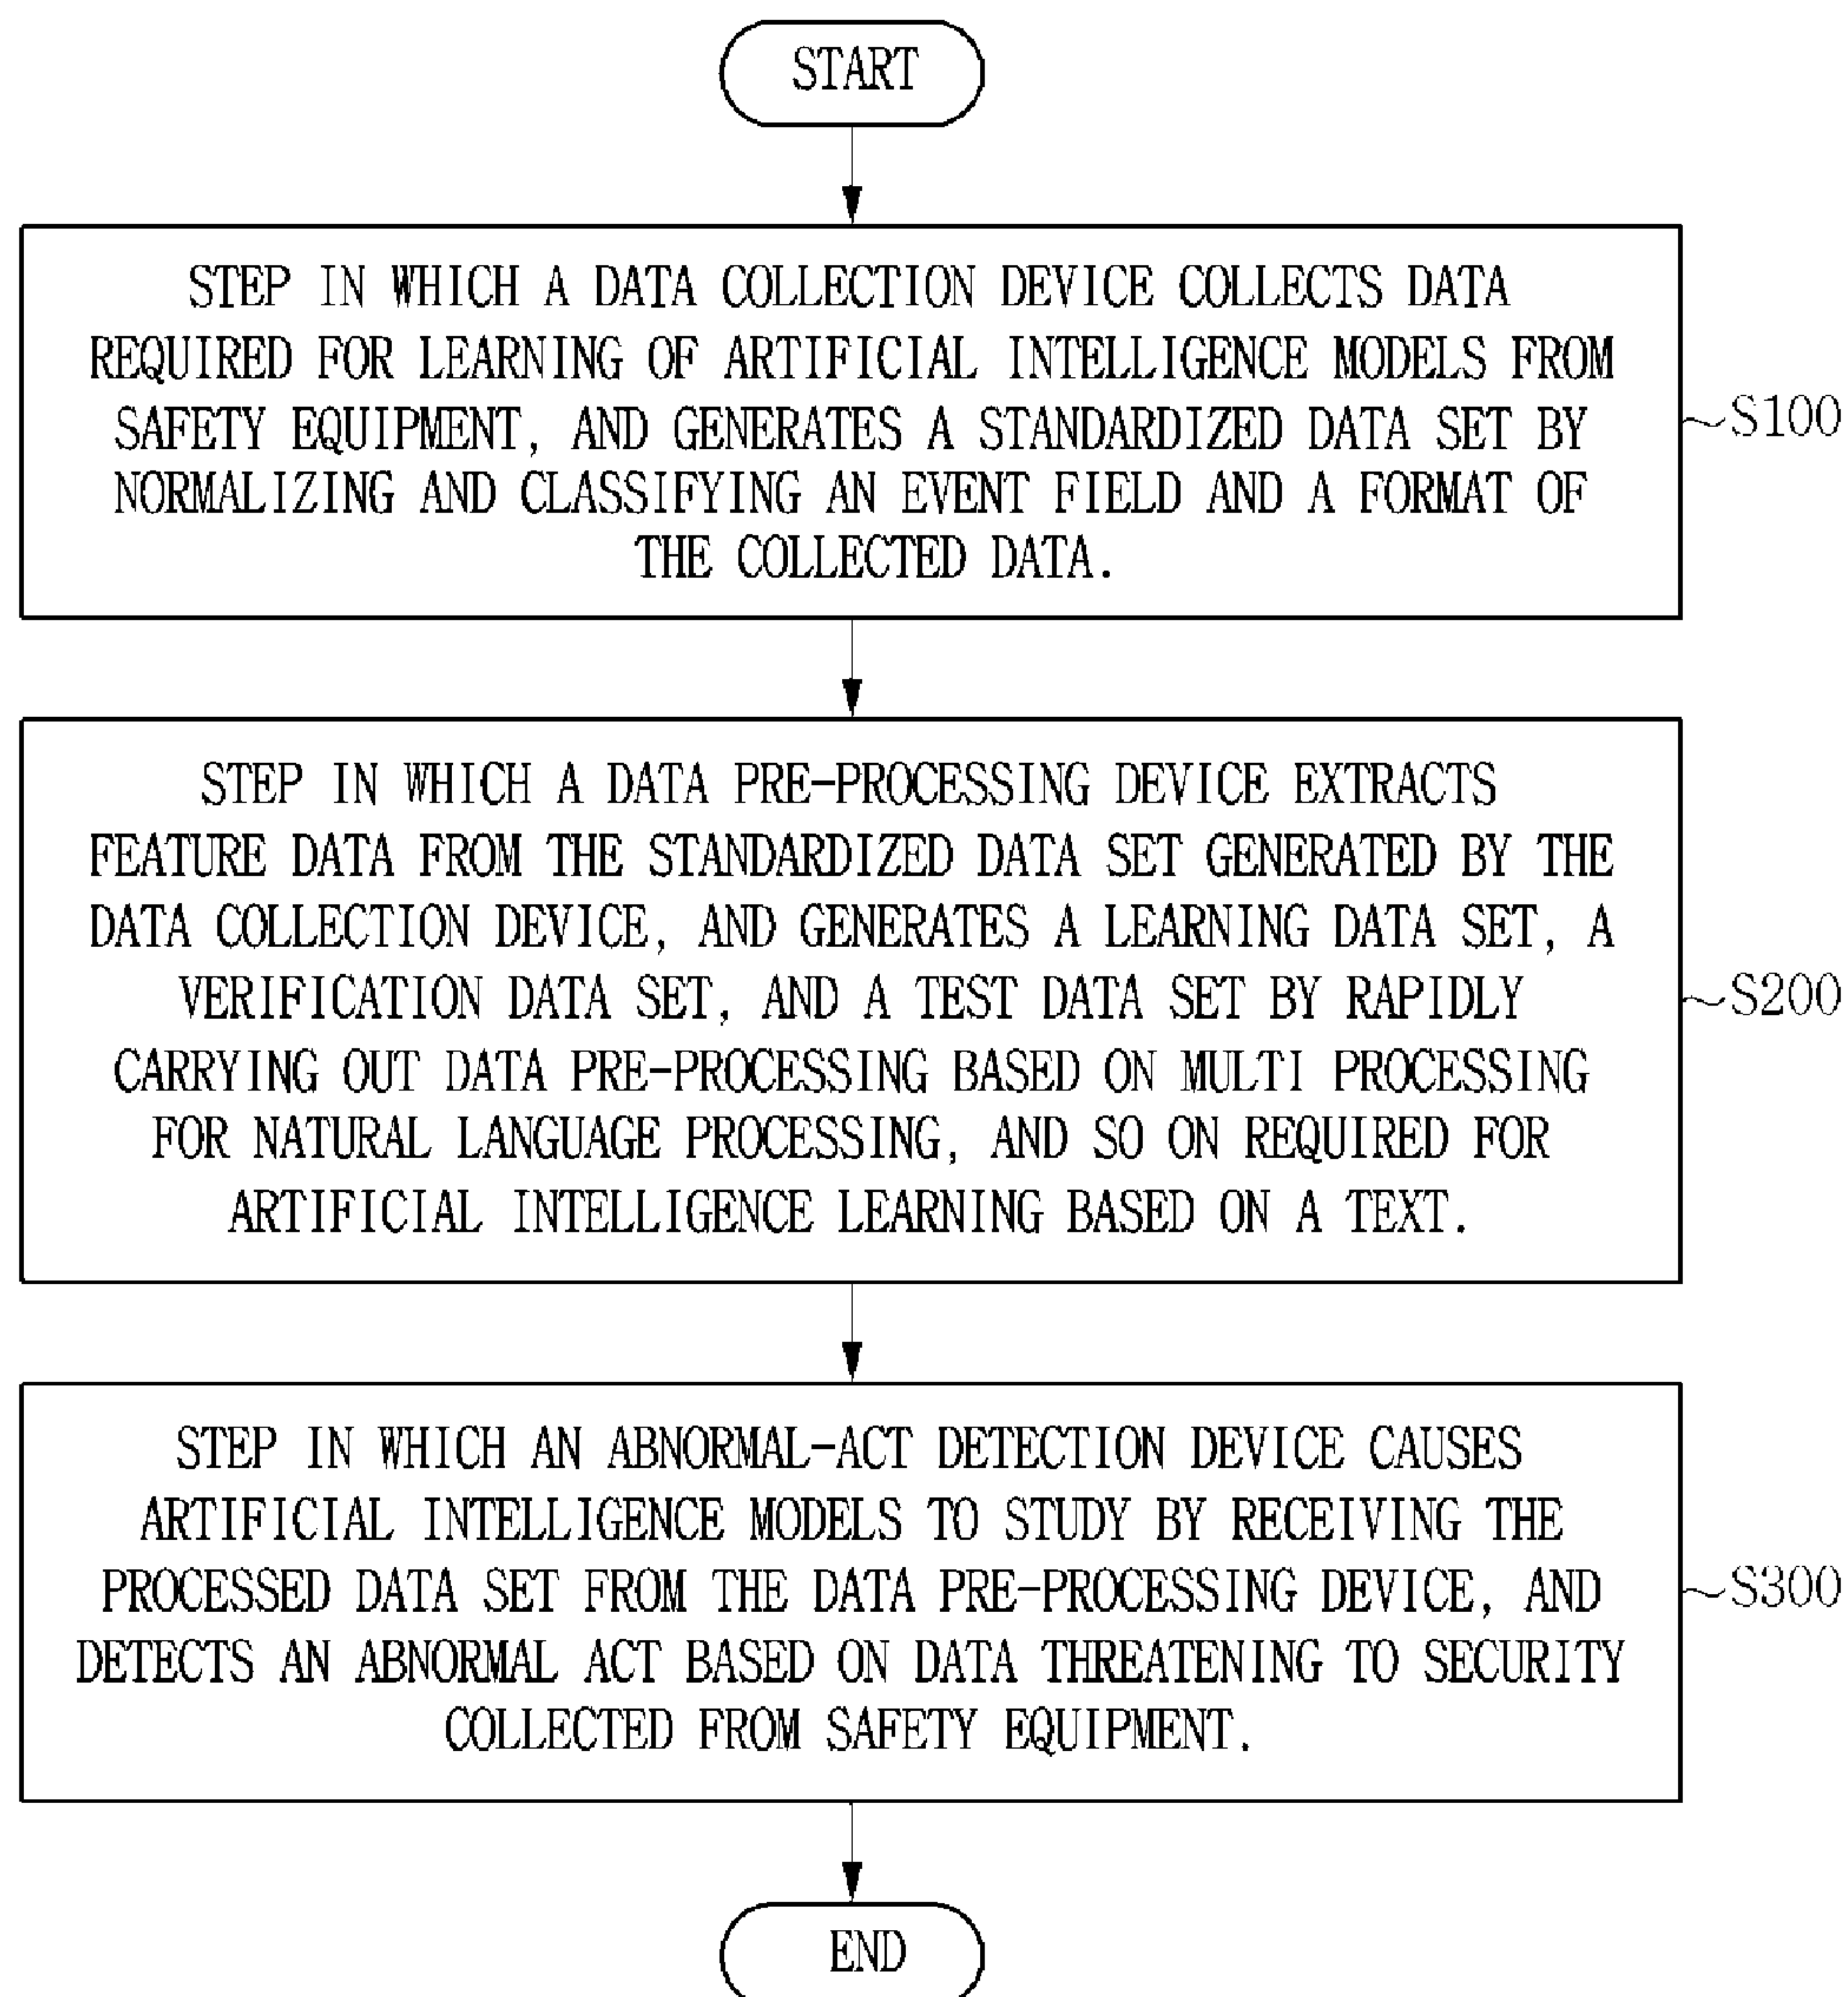 START
STEP IN WHICH A DATA COLLECTION DEVICE COLLECTS DATA
REQUIRED FOR LEARNING OF ARTIFICIAL INTELLIGENCE MODELS FROM
SAFETY EQUIPMENT, AND GENERATES A STANDARDIZED DATA SET BY
NORMALIZING AND CLASSIFYING AN EVENT FIELD AND A FORMAT OF
THE COLLECTED DATA.
S100
STEP IN WHICH A DATA PRE-PROCESSING DEVICE EXTRACTS
FEATURE DATA FROM THE STANDARDIZED DATA SET GENERATED BY THE
DATA COLLECTION DEVICE, AND GENERATES A LEARNING DATA SET, A
VERIFICATION DATA SET, AND A TEST DATA SET BY RAPIDLY
CARRYING OUT DATA PRE-PROCESSING BASED ON MULTI PROCESSING
FOR NATURAL LANGUAGE PROCESSING, AND SO ON REQUIRED FOR
ARTIFICIAL INTELLIGENCE LEARNING BASED ON A TEXT.
S200
STEP IN WHICH AN ABNORMAL-ACT DETECTION DEVICE CAUSES
ARTIFICIAL INTELLIGENCE MODELS TO STUDY BY RECEIVING THE
PROCESSED DATA SET FROM THE DATA PRE-PROCESSING DEVICE, AND
DETECTS AN ABNORMAL ACT BASED ON DATA THREATENING TO SECURITY
COLLECTED FROM SAFETY EQUIPMENT.
S300
END